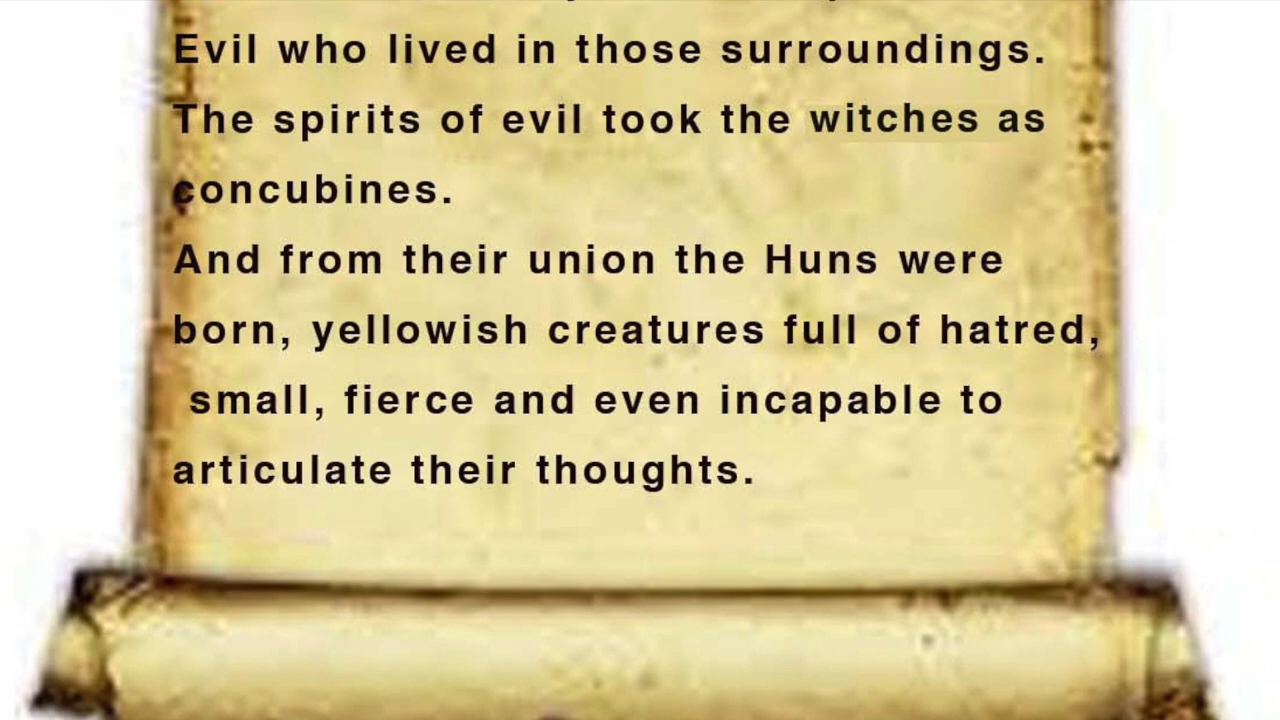 Evil who lived in those surroundings.
The spirits of evil took the witches as
concubines.
And from their union the Huns were
born, yellowish creatures full of hatred,
small, fierce and even incapable to
articulate their thoughts.